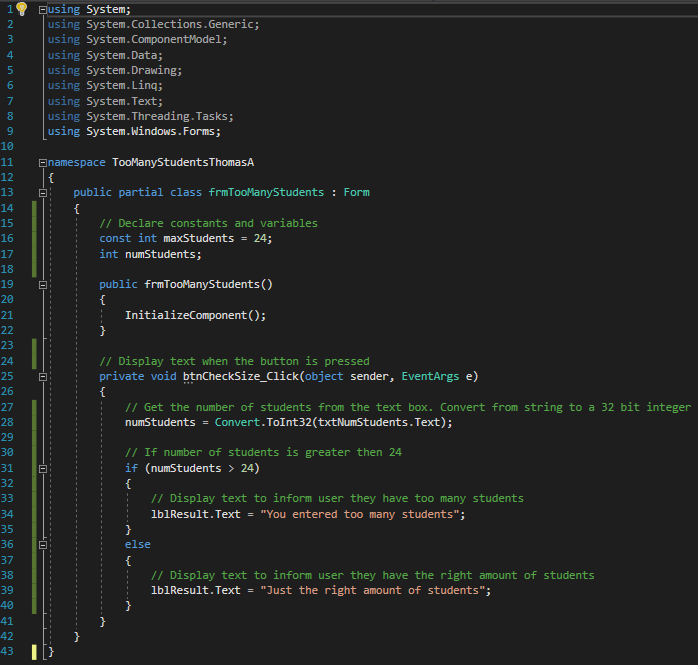 1 using System;
2 using System.Collections.Generic;
3 using System.ComponentModel;
4 using System.Data;
5 using System.Drawing;
6 using System.Linq;
7 using System.Text;
8 using System.Threading.Tasks;
9 using System.Windows.Forms;
10
11 namespace TooManyStudentsThomasA
12 {
13 public partial class frmTooManyStudents : Form
14 {
15 // Declare constants and variables
16 const int maxStudents = 24;
17 int numStudents;
18
19 public frmTooManyStudents()
20 {
21 InitializeComponent();
22 }
23
24 // Display text when the button is pressed
25 private void btnCheckSize_Click(object sender, EventArgs e)
26 {
27 // Get the number of students from the text box. Convert from string to a 32 bit integer
28 numStudents = Convert.ToInt32(txtNumStudents.Text);
29
30 // If number of students is greater then 24
31 if (numStudents > 24)
32 {
33 // Display text to inform user they have too many students
34 lblResult.Text = "You entered too many students";
35 }
36 else
37 {
38 // Display text to inform user they have the right amount of students
39 lblResult.Text = "Just the right amount of students";
40 }
41 }
42 }
43 }